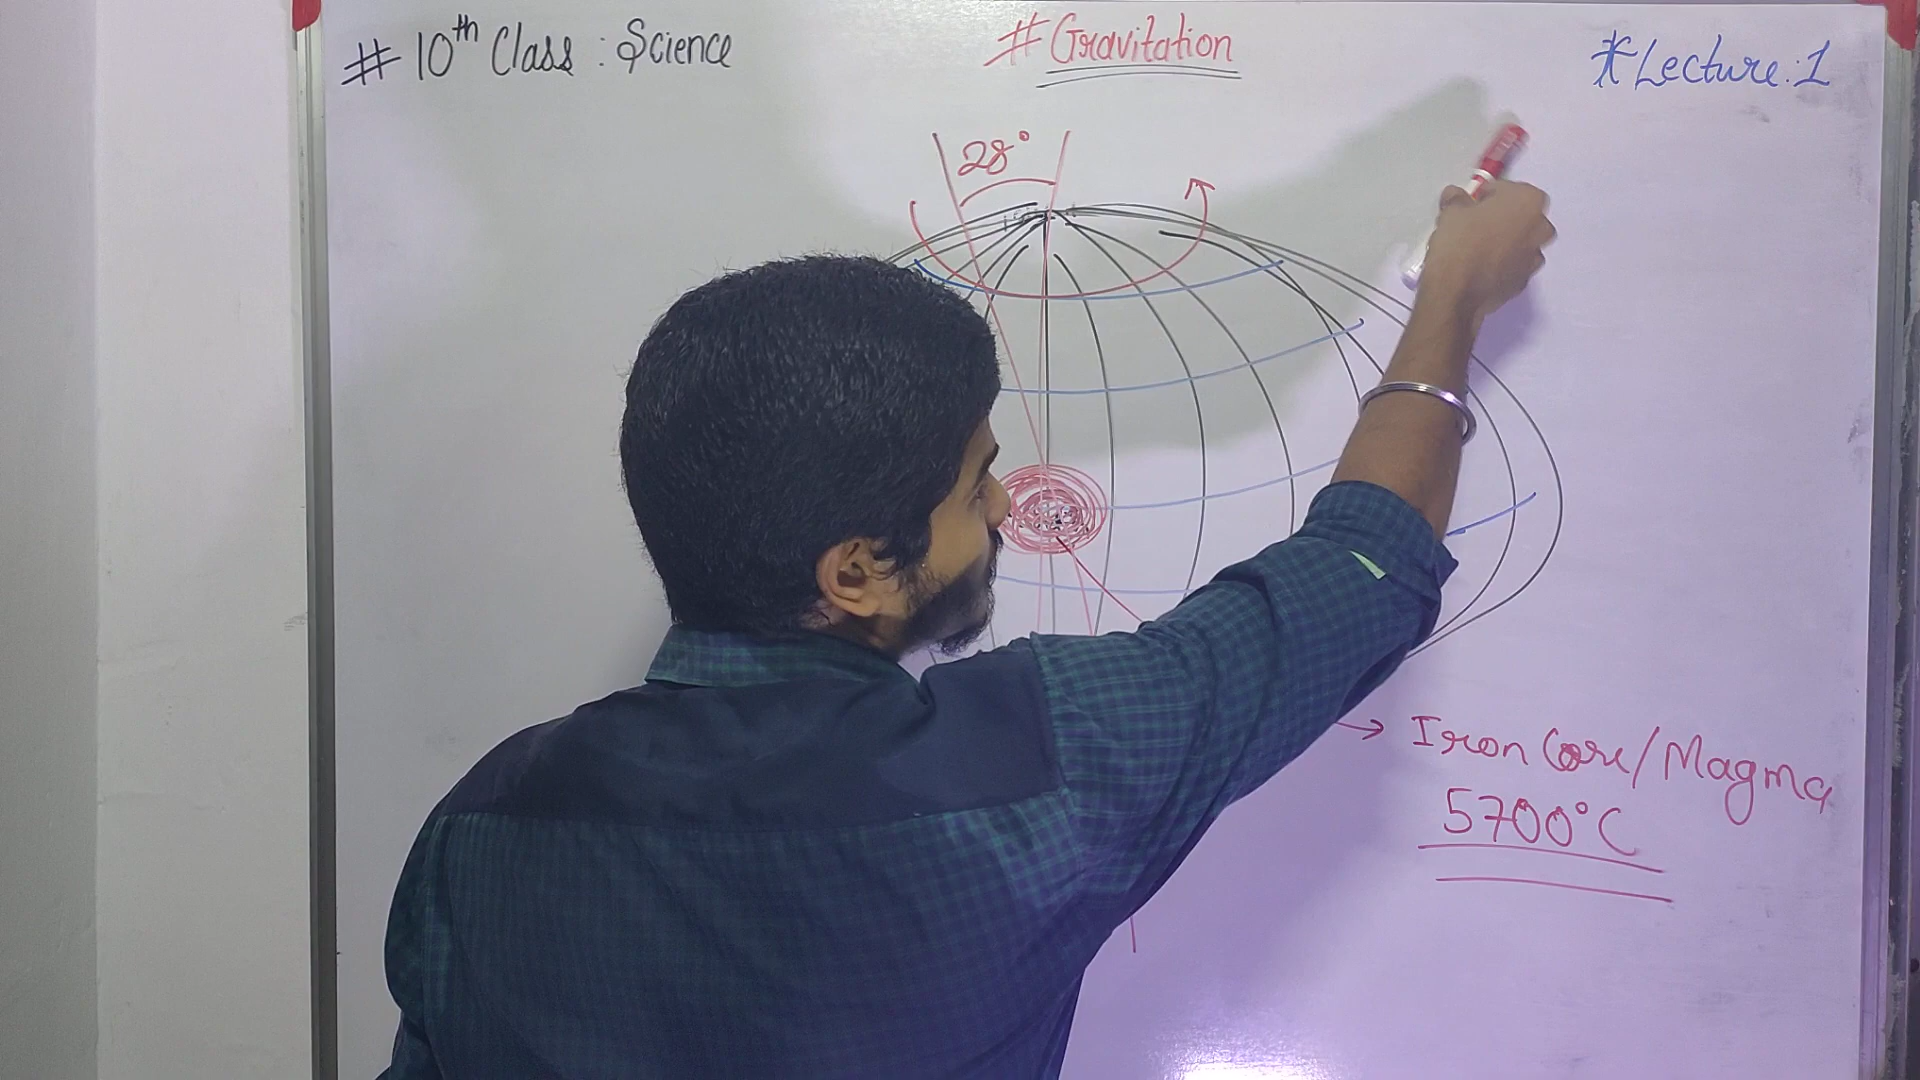 # 10th Class : Science
# Gravitation
* Lecture : 1
28°
Iron Core/Magma
5700°C